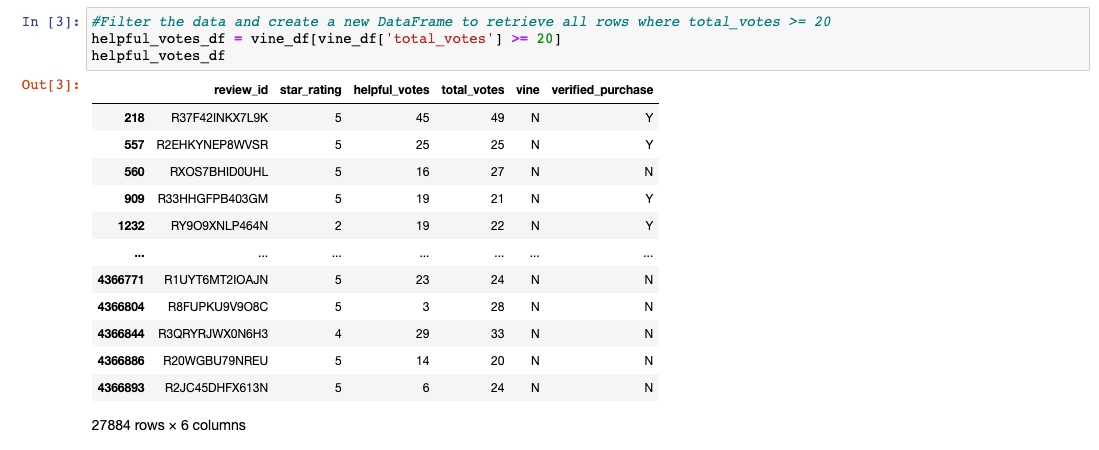 In [3]: #Filter the data and create a new DataFrame to retrieve all rows where total_votes >= 20
helpful_votes_df = vine_df[vine_df['total_votes'] >= 20]
helpful_votes_df
Out[3]:
review_id star_rating helpful_votes total_votes vine verified_purchase
218 R37F42INKX7L9K 5 45 49 N Y
557 R2EHKYNEP8WVSR 5 25 25 N Y
560 RXOS7BHID0UHL 5 16 27 N N
909 R33HHGFPB403GM 5 19 21 N Y
1232 RY9O9XNLP464N 2 19 22 N Y
... ... ... ... ... ... ...
4366771 R1UYT6MT2IOAJN 5 23 24 N N
4366804 R8FUPKU9V9O8C 5 3 28 N N
4366844 R3QRYRJWX0N6H3 4 29 33 N N
4366886 R20WGBU79NREU 5 14 20 N N
4366893 R2JC45DHFX613N 5 6 24 N N
27884 rows × 6 columns